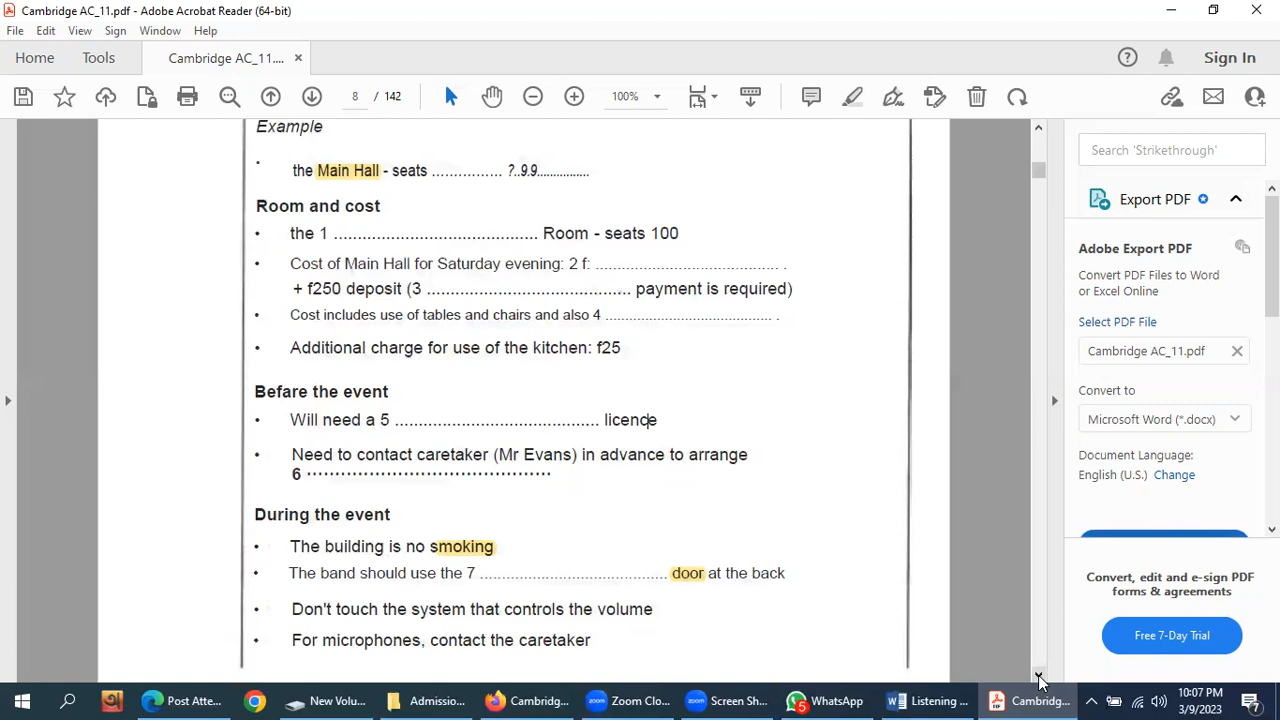 Cambridge AC_11.pdf - Adobe Acrobat Reader (64-bit)
File Edit View Sign Window Help
Home Tools Cambridge AC_11.... ×
Sign In
8 / 142 100%
Example
the Main Hall - seats ............... ?.9.9..............
Room and cost
• the 1 ....................................... Room - seats 100
• Cost of Main Hall for Saturday evening: 2 f: ....................................... .
+ f250 deposit (3 ....................................... payment is required)
• Cost includes use of tables and chairs and also 4 ....................................... .
• Additional charge for use of the kitchen: f25
Befare the event
• Will need a 5 ....................................... licence
• Need to contact caretaker (Mr Evans) in advance to arrange
6 .......................................
During the event
• The building is no smoking
• The band should use the 7 ....................................... door at the back
• Don't touch the system that controls the volume
• For microphones, contact the caretaker
Search 'Strikethrough'
Export PDF
Adobe Export PDF
Convert PDF Files to Word
or Excel Online
Select PDF File
Cambridge AC_11.pdf
Convert to
Microsoft Word (*.docx)
Document Language:
English (U.S.) Change
Convert, edit and e-sign PDF
forms & agreements
Free 7-Day Trial
Post Atte... New Volu... Admissio... Cambridg... Zoom Clo... Screen Sh... 5 WhatsApp Listening ... Cambridg...
10:07 PM
3/9/2023